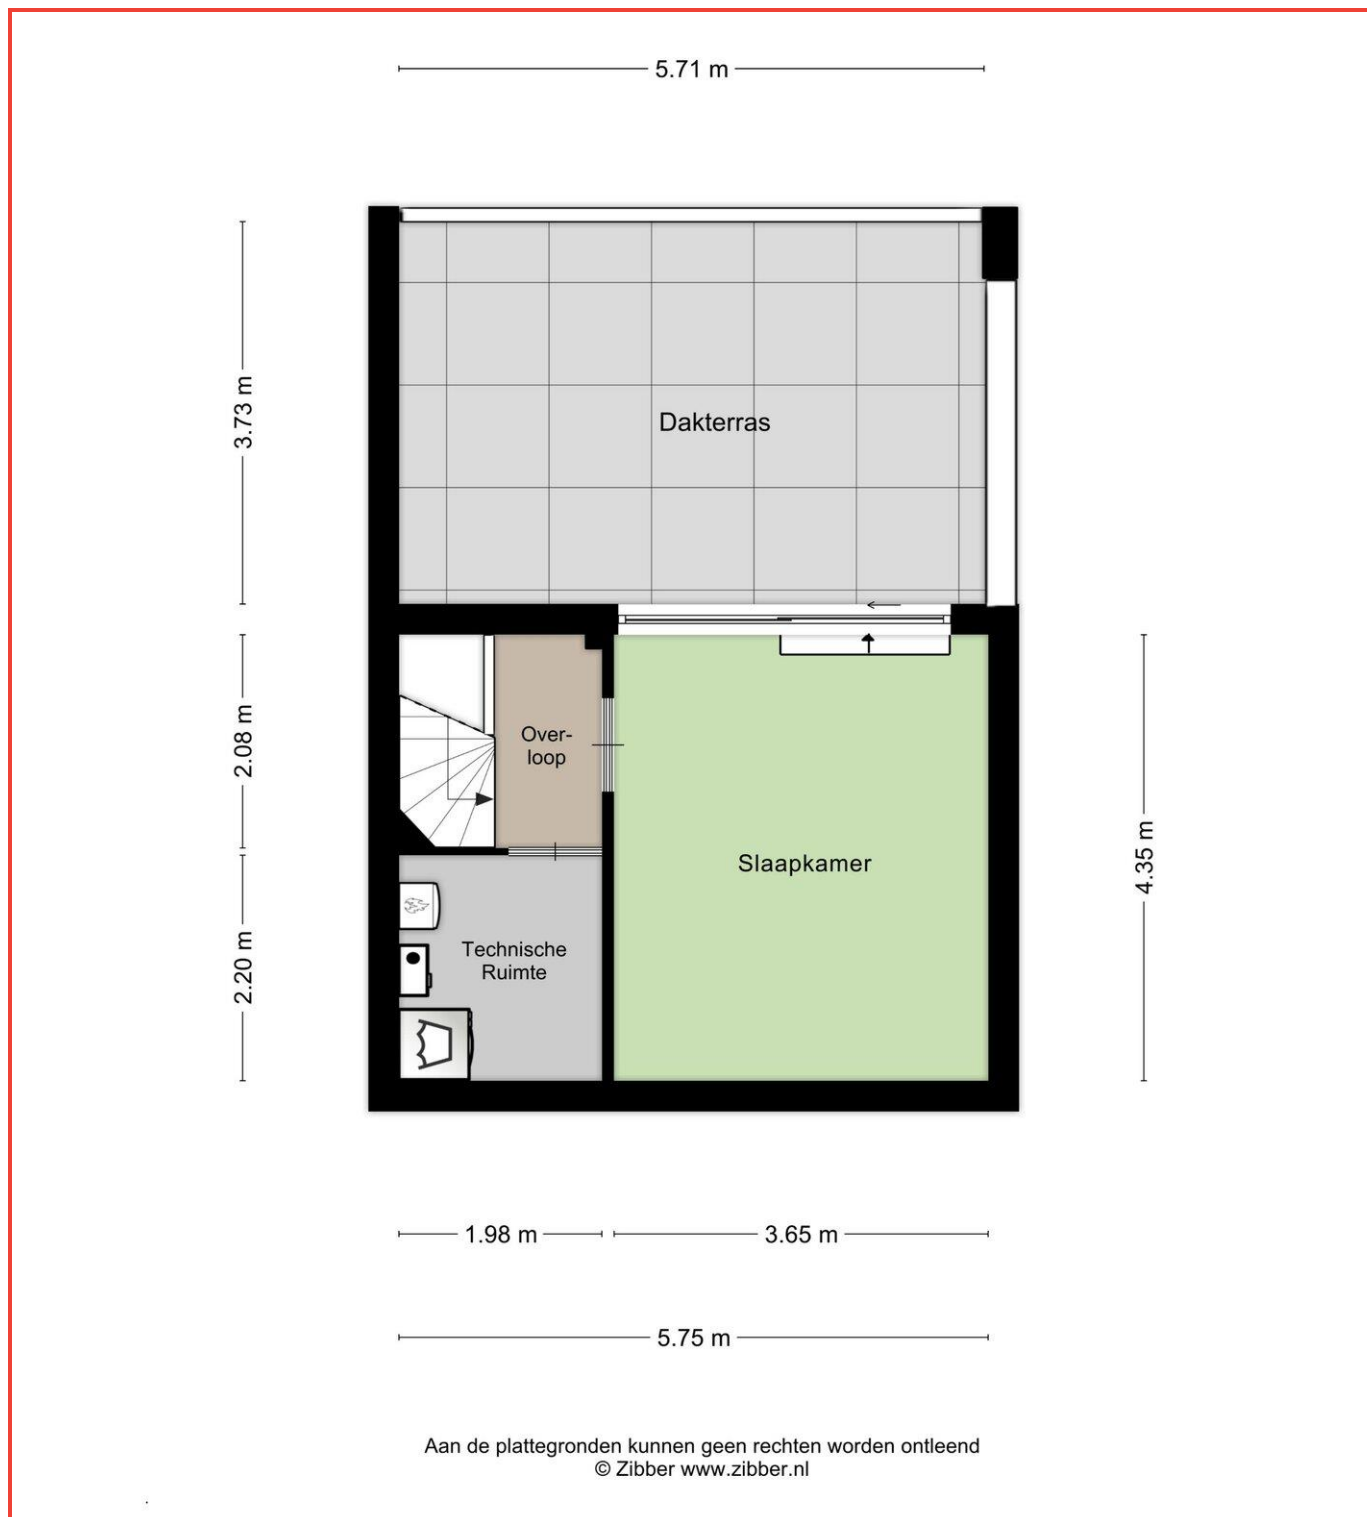 5.71 m
3.73 m
Dakterras
2.08 m
Over-
loop
4.35 m
Slaapkamer
2.20 m
Technische
Ruimte
1.98 m
3.65 m
5.75 m
Aan de plattegronden kunnen geen rechten worden ontleend
© Zibber www.zibber.nl